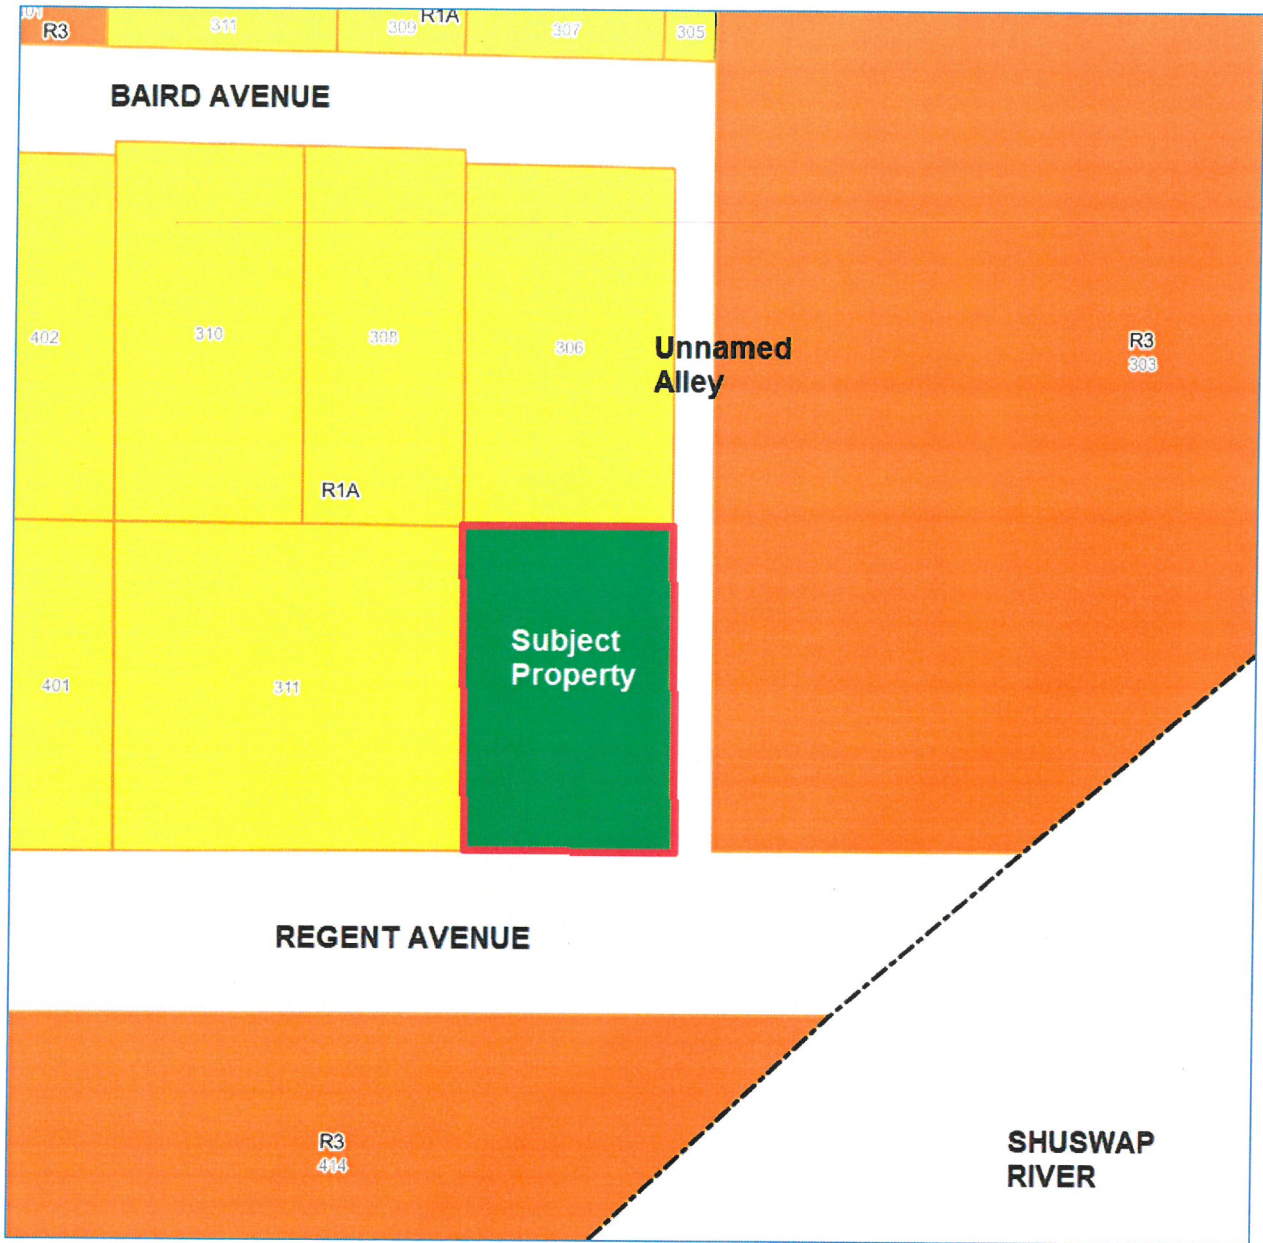 R3
311
309
R1A
307
305
BAIRD AVENUE
402
310
308
306
Unnamed
Alley
R3
303
R1A
Subject
Property
401
311
REGENT AVENUE
R3
414
SHUSWAP
RIVER